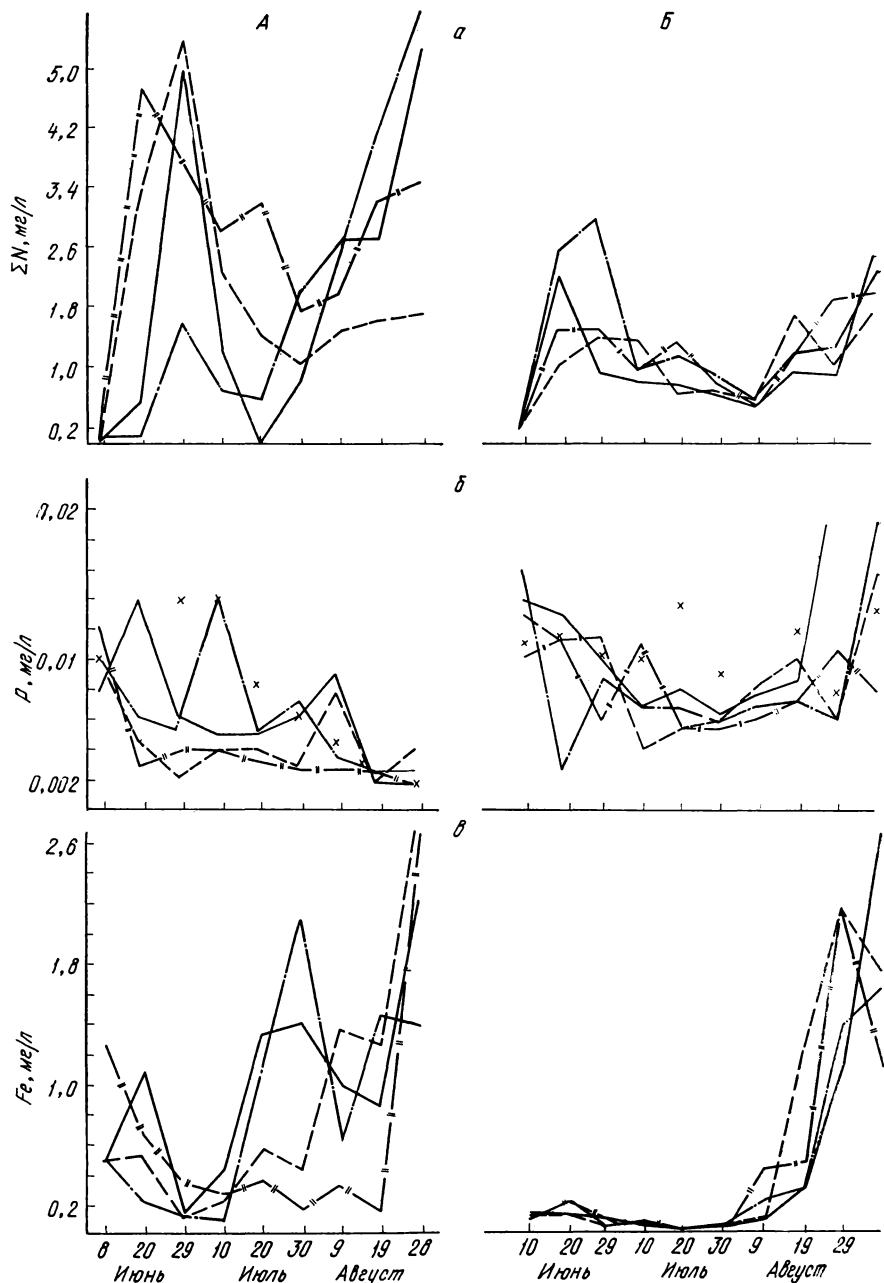 А
а
Б
5,0
4,2
3,4
2,6
1,8
1,0
0,2
ΣN, мг/л
б
0,02
0,01
0,002
Р, мг/л
в
2,6
1,8
1,0
0,2
Fe, мг/л
8 20 29 10 20 30 9 19 28
Июнь Июль Август
10 20 29 10 20 30 9 19 29
Июнь Июль Август